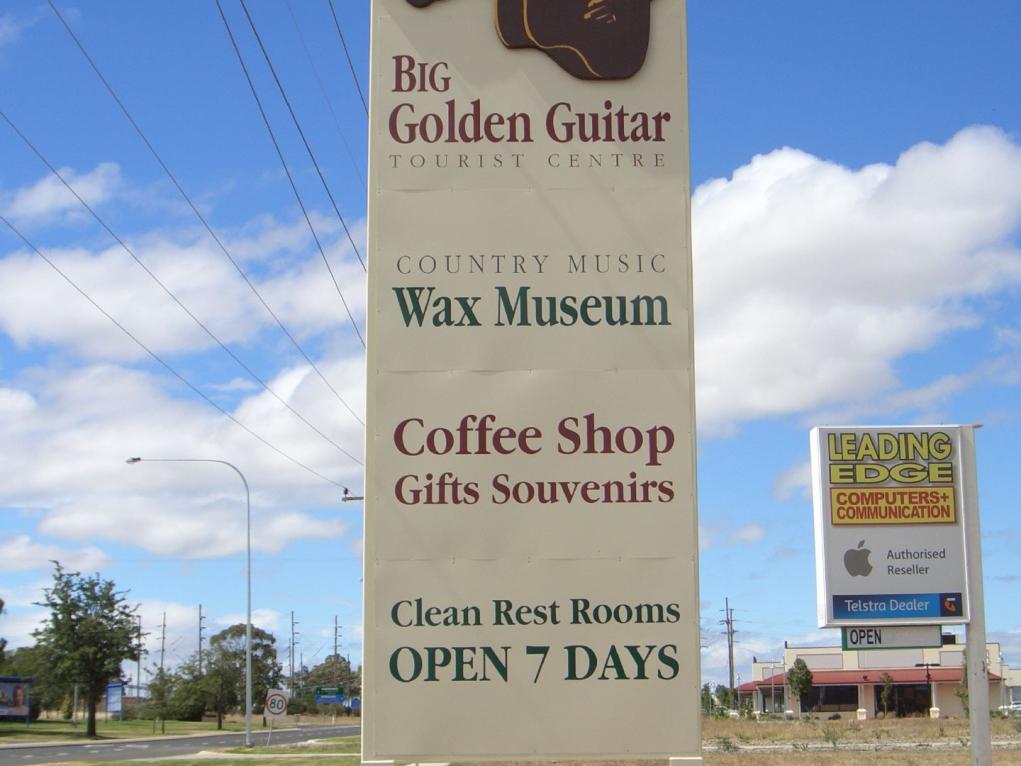 BIG
Golden Guitar
TOURIST CENTRE
COUNTRY MUSIC
Wax Museum
Coffee Shop
Gifts Souvenirs
Clean Rest Rooms
OPEN 7 DAYS
LEADING
EDGE
COMPUTERS+
COMMUNICATION
Authorised
Reseller
Telstra Dealer
OPEN
80